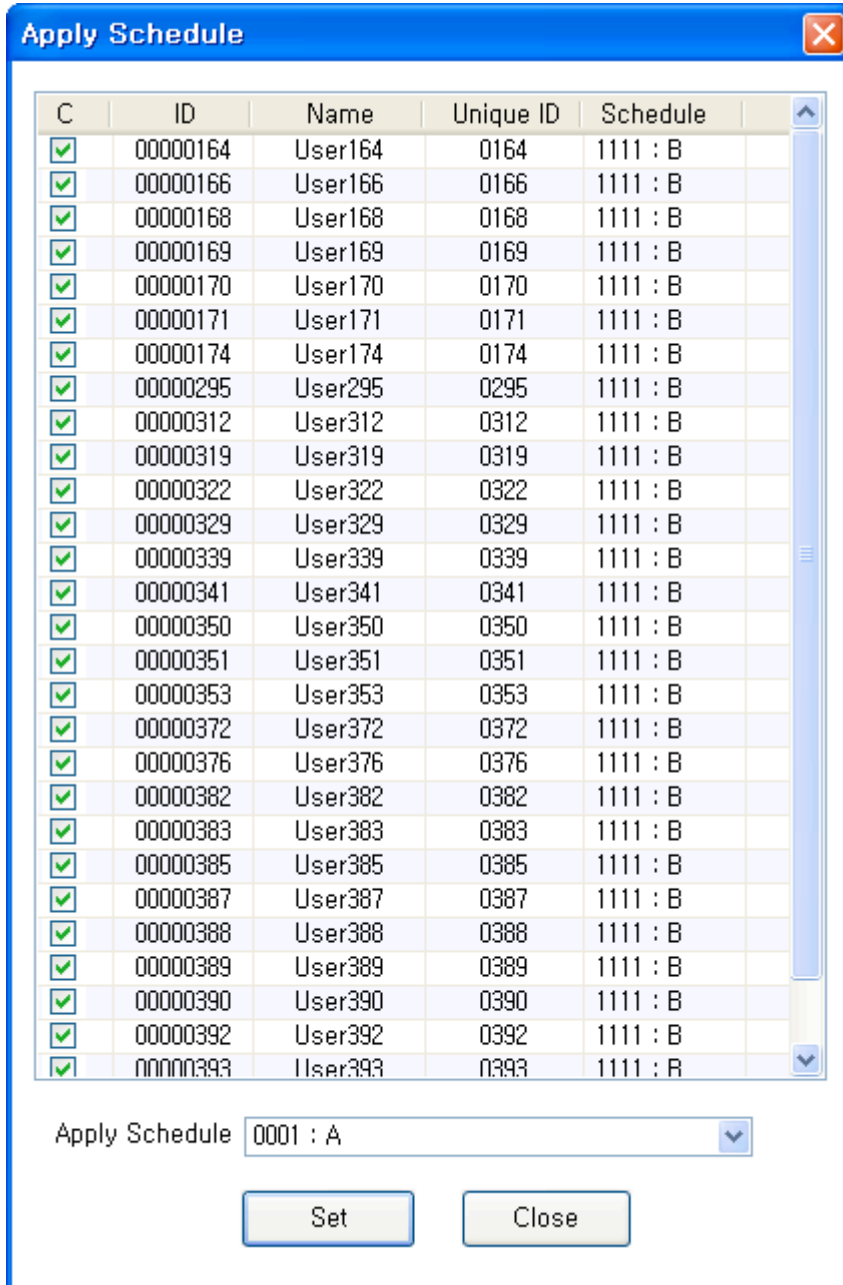 Apply Schedule
C ID Name Unique ID Schedule
00000164 User164 0164 1111 : B
00000166 User166 0166 1111 : B
00000168 User168 0168 1111 : B
00000169 User169 0169 1111 : B
00000170 User170 0170 1111 : B
00000171 User171 0171 1111 : B
00000174 User174 0174 1111 : B
00000295 User295 0295 1111 : B
00000312 User312 0312 1111 : B
00000319 User319 0319 1111 : B
00000322 User322 0322 1111 : B
00000329 User329 0329 1111 : B
00000339 User339 0339 1111 : B
00000341 User341 0341 1111 : B
00000350 User350 0350 1111 : B
00000351 User351 0351 1111 : B
00000353 User353 0353 1111 : B
00000372 User372 0372 1111 : B
00000376 User376 0376 1111 : B
00000382 User382 0382 1111 : B
00000383 User383 0383 1111 : B
00000385 User385 0385 1111 : B
00000387 User387 0387 1111 : B
00000388 User388 0388 1111 : B
00000389 User389 0389 1111 : B
00000390 User390 0390 1111 : B
00000392 User392 0392 1111 : B
00000393 User393 0393 1111 : B
Apply Schedule 0001 : A
Set Close